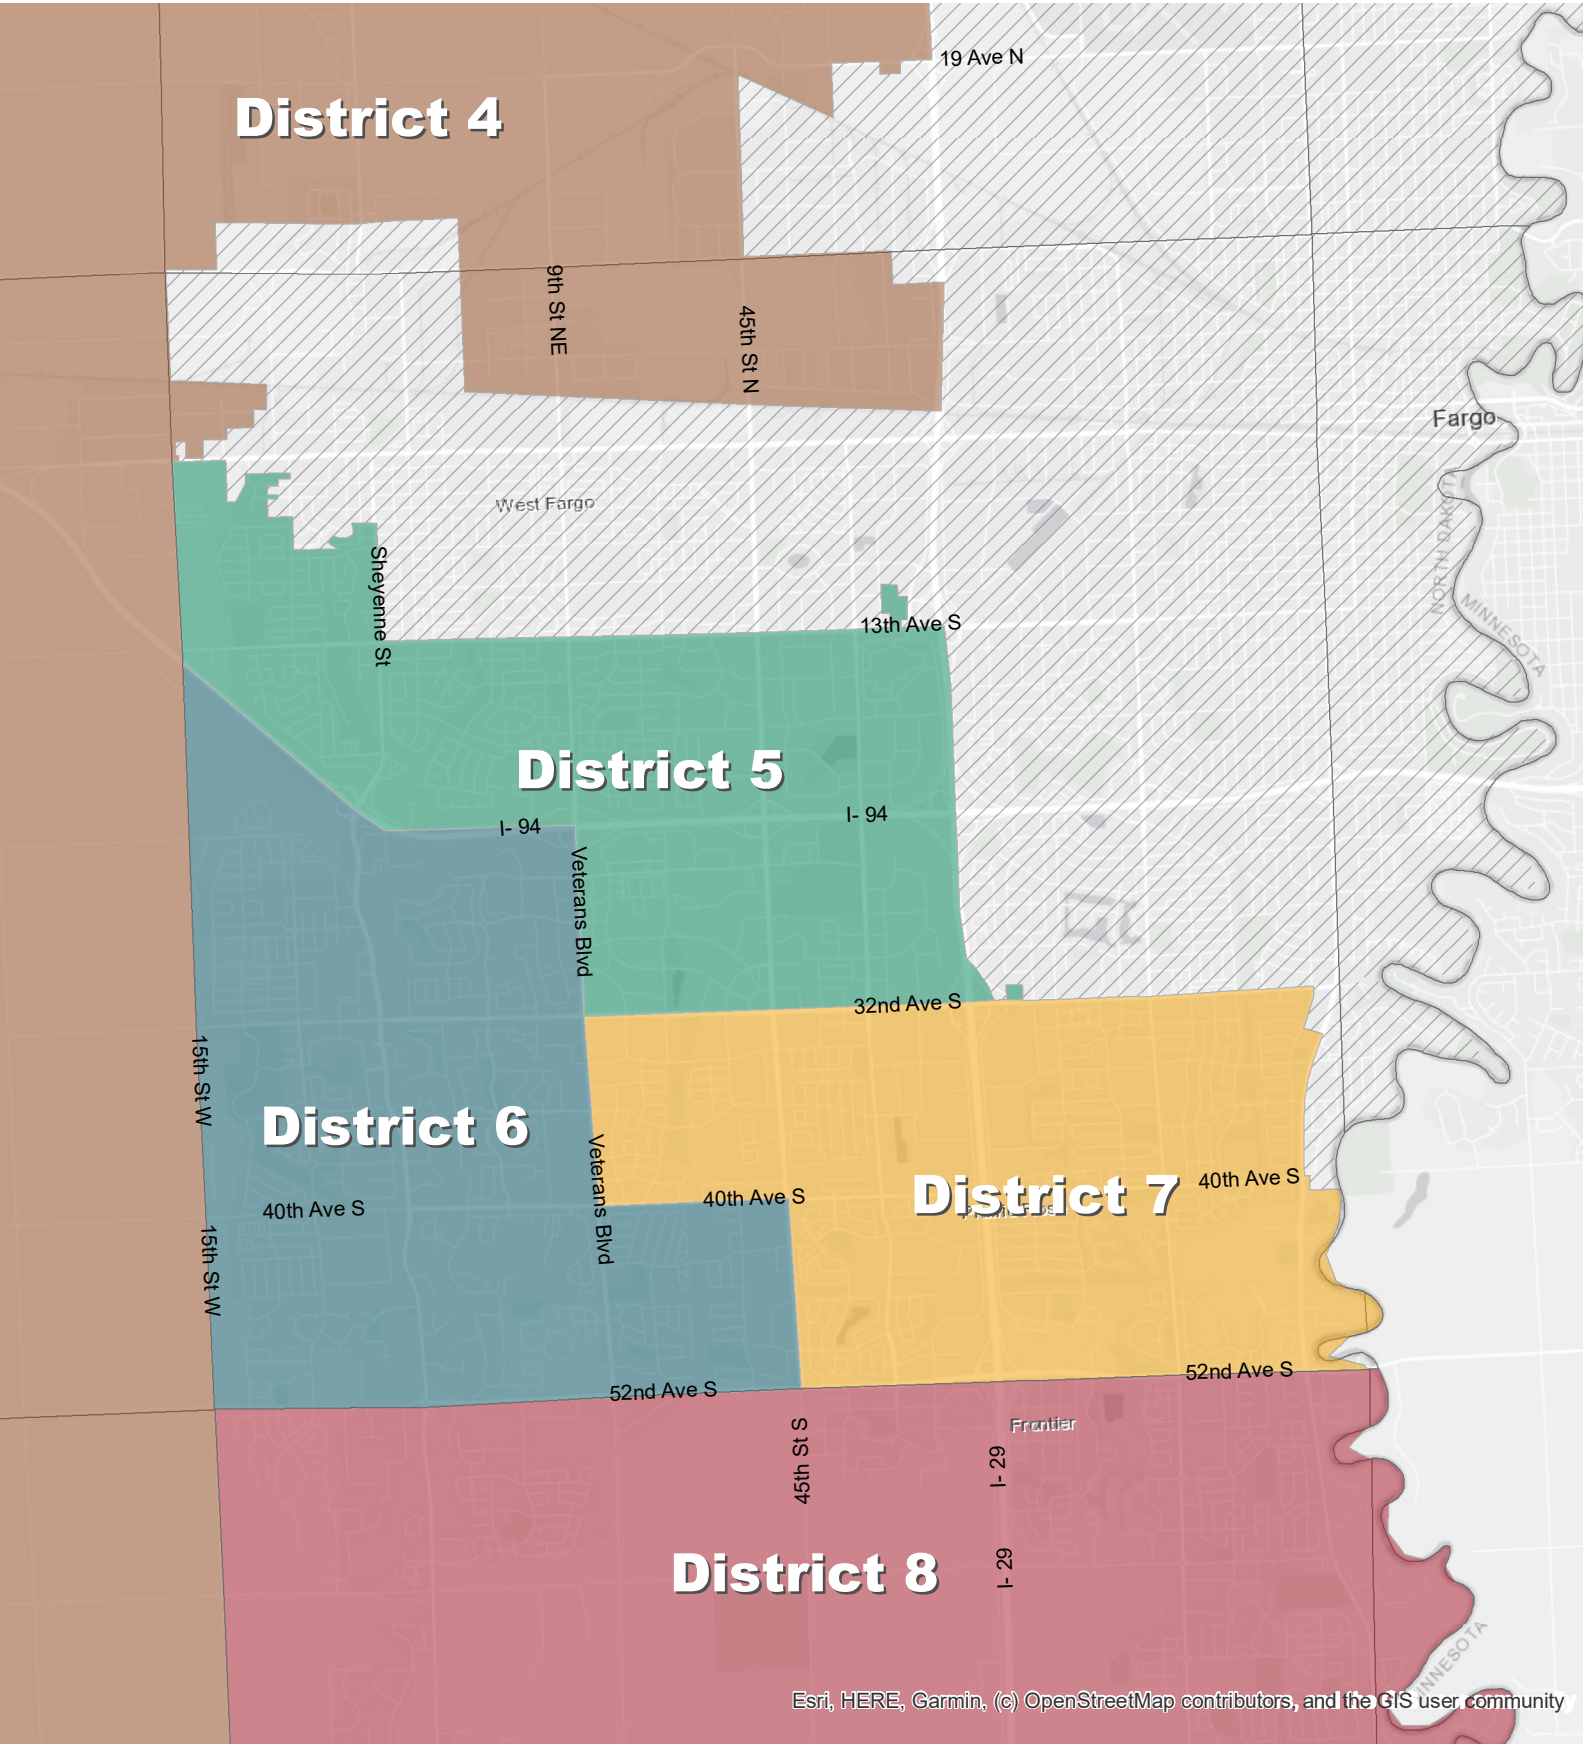 19 Ave N
District 4
9th St NE
45th St N
Fargo
West Fargo
NORTH DAKOTA
MINNESOTA
Sheyenne St
13th Ave S
District 5
I- 94
I- 94
Veterans Blvd
32nd Ave S
15th St W
District 6
Veterans Blvd
40th Ave S
District 7
40th Ave S
40th Ave S
15th St W
52nd Ave S
52nd Ave S
Frontier
45th St S
I- 29
District 8
I- 29
Esri, HERE, Garmin, (c) OpenStreetMap contributors, and the GIS user community